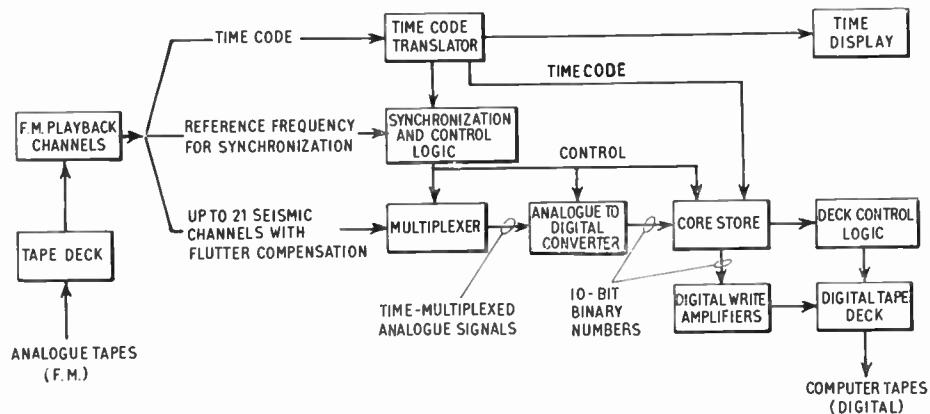 TIME CODE
TIME CODE
TRANSLATOR
TIME
DISPLAY
TIMECODE
F.M. PLAYBACK
CHANNELS
REFERENCE FREQUENCY
FOR SYNCHRONIZATION
SYNCHRONIZATION
AND CONTROL
LOGIC
CONTROL
UP TO 21 SEISMIC
CHANNELS WITH
FLUTTER COMPENSATION
MULTIPLEXER
ANALOGUE TO
DIGITAL
CONVERTER
CORE STORE
DECK CONTROL
LOGIC
TAPE DECK
TIME-MULTIPLEXED
ANALOGUE SIGNALS
10-BIT
BINARY
NUMBERS
DIGITAL WRITE
AMPLIFIERS
DIGITAL TAPE
DECK
ANALOGUE TAPES
(F.M.)
COMPUTER TAPES
(DIGITAL)